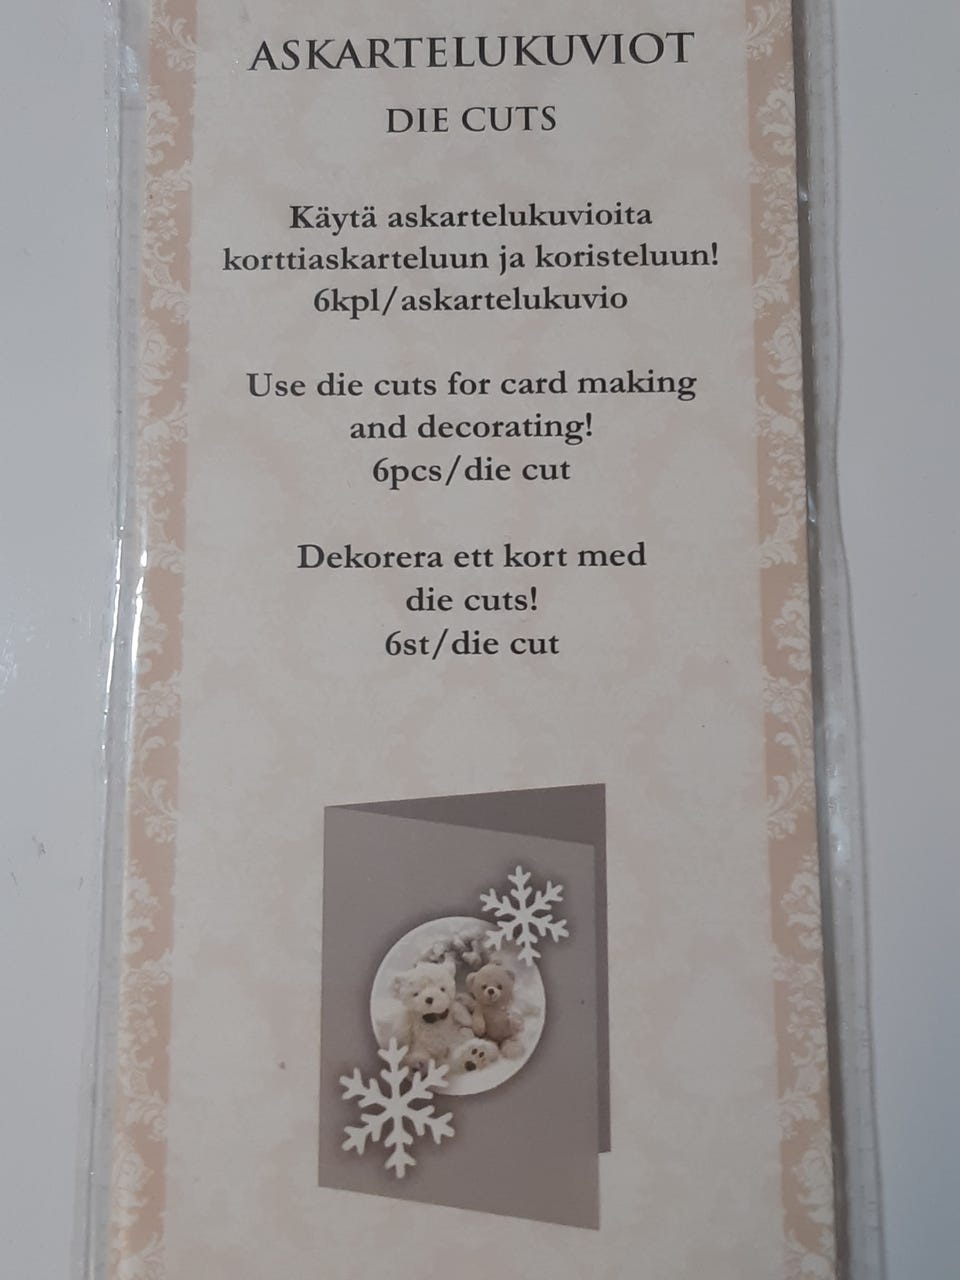 ASKARTELUKUVIOT
DIE CUTS
Käytä askartelukuvioita
korttiaskarteluun ja koristeluun!
6kpl/askartelukuvio
Use die cuts for card making
and decorating!
6pcs/die cut
Dekorera ett kort med
die cuts!
6st/die cut